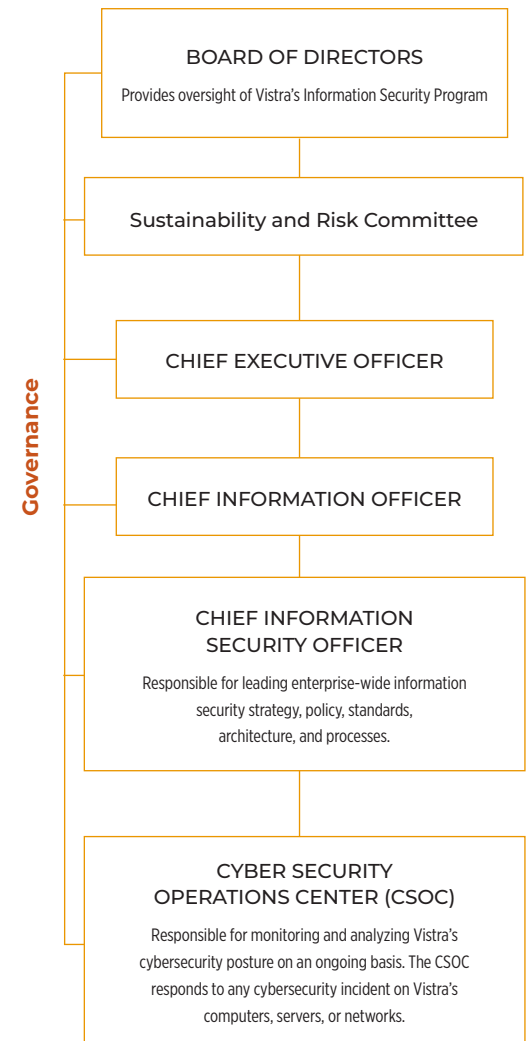 BOARD OF DIRECTORS
Provides oversight of Vistra's Information Security Program
Sustainability and Risk Committee
CHIEF EXECUTIVE OFFICER
Governance
CHIEF INFORMATION OFFICER
CHIEF INFORMATION
SECURITY OFFICER
Responsible for leading enterprise-wide information
security strategy, policy, standards,
architecture, and processes.
CYBER SECURITY
OPERATIONS CENTER (CSOC)
Responsible for monitoring and analyzing Vistra's
cybersecurity posture on an ongoing basis. The CSOC
responds to any cybersecurity incident on Vistra's
computers, servers, or networks.